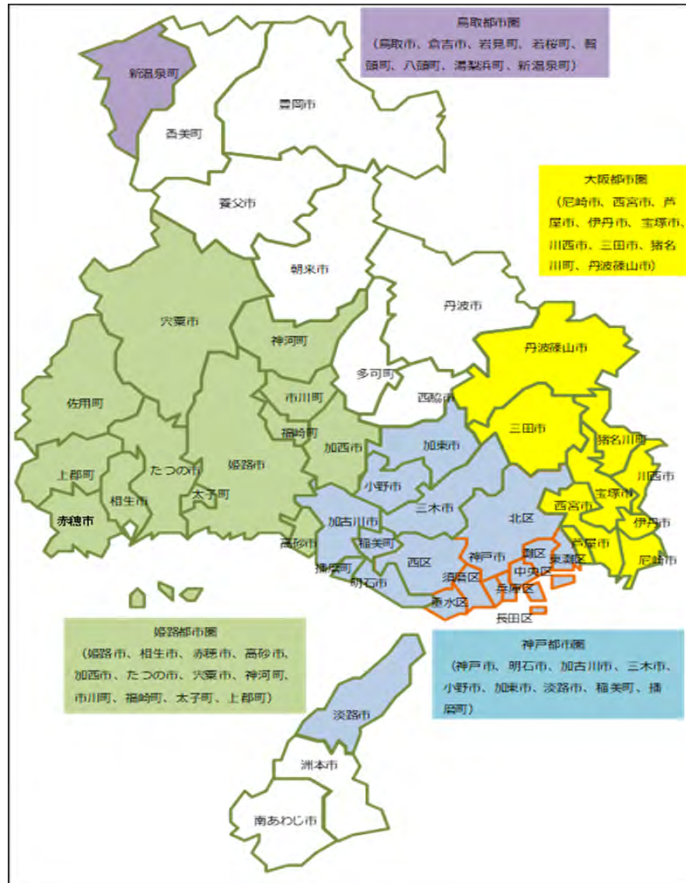 鳥取都市圏
(鳥取市、倉吉市、岩見町、若桜町、智
頭町、八頭町、湯梨浜町、新温泉町)
新温泉町
香美町
豊岡市
大阪都市圏
(尼崎市、西宮市、芦
屋市、伊丹市、宝塚市、
川西市、三田市、猪名
川町、丹波篠山市)
養父市
朝来市
丹波市
宍粟市
神河町
丹波篠山市
多可町
佐用町
市川町
西脇市
福崎町
三田市
猪名川町
加西市
加東市
上郡町
たつの市
姫路市
川西市
相生市
太子町
小野市
宝塚市
赤穂市
三木市
西宮市
北区
加古川市
伊丹市
高砂市
稲美町
芦屋市
西区
神戸市
灘区
東灘区
尼崎市
播磨町
中央区
明石市
須磨区
兵庫区
垂水区
長田区
姫路都市圏
(姫路市、相生市、赤穂市、高砂市、
加西市、たつの市、宍粟市、神河町、
市川町、福崎町、太子町、上郡町)
神戸都市圏
(神戸市、明石市、加古川市、三木市、
小野市、加東市、淡路市、稲美町、播
磨町)
淡路市
洲本市
南あわじ市